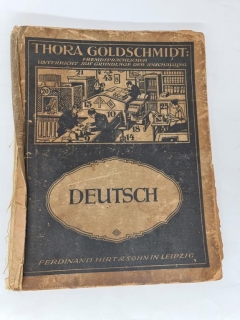 THORA GOLDSCHMIDT:
FREMDSPRACHLICHER
UNTERRICHT AUF GRUNDLAGE DER ANSCHAUUNG
DEUTSCH
FERDINAND HIRT & SOHN IN LEIPZIG